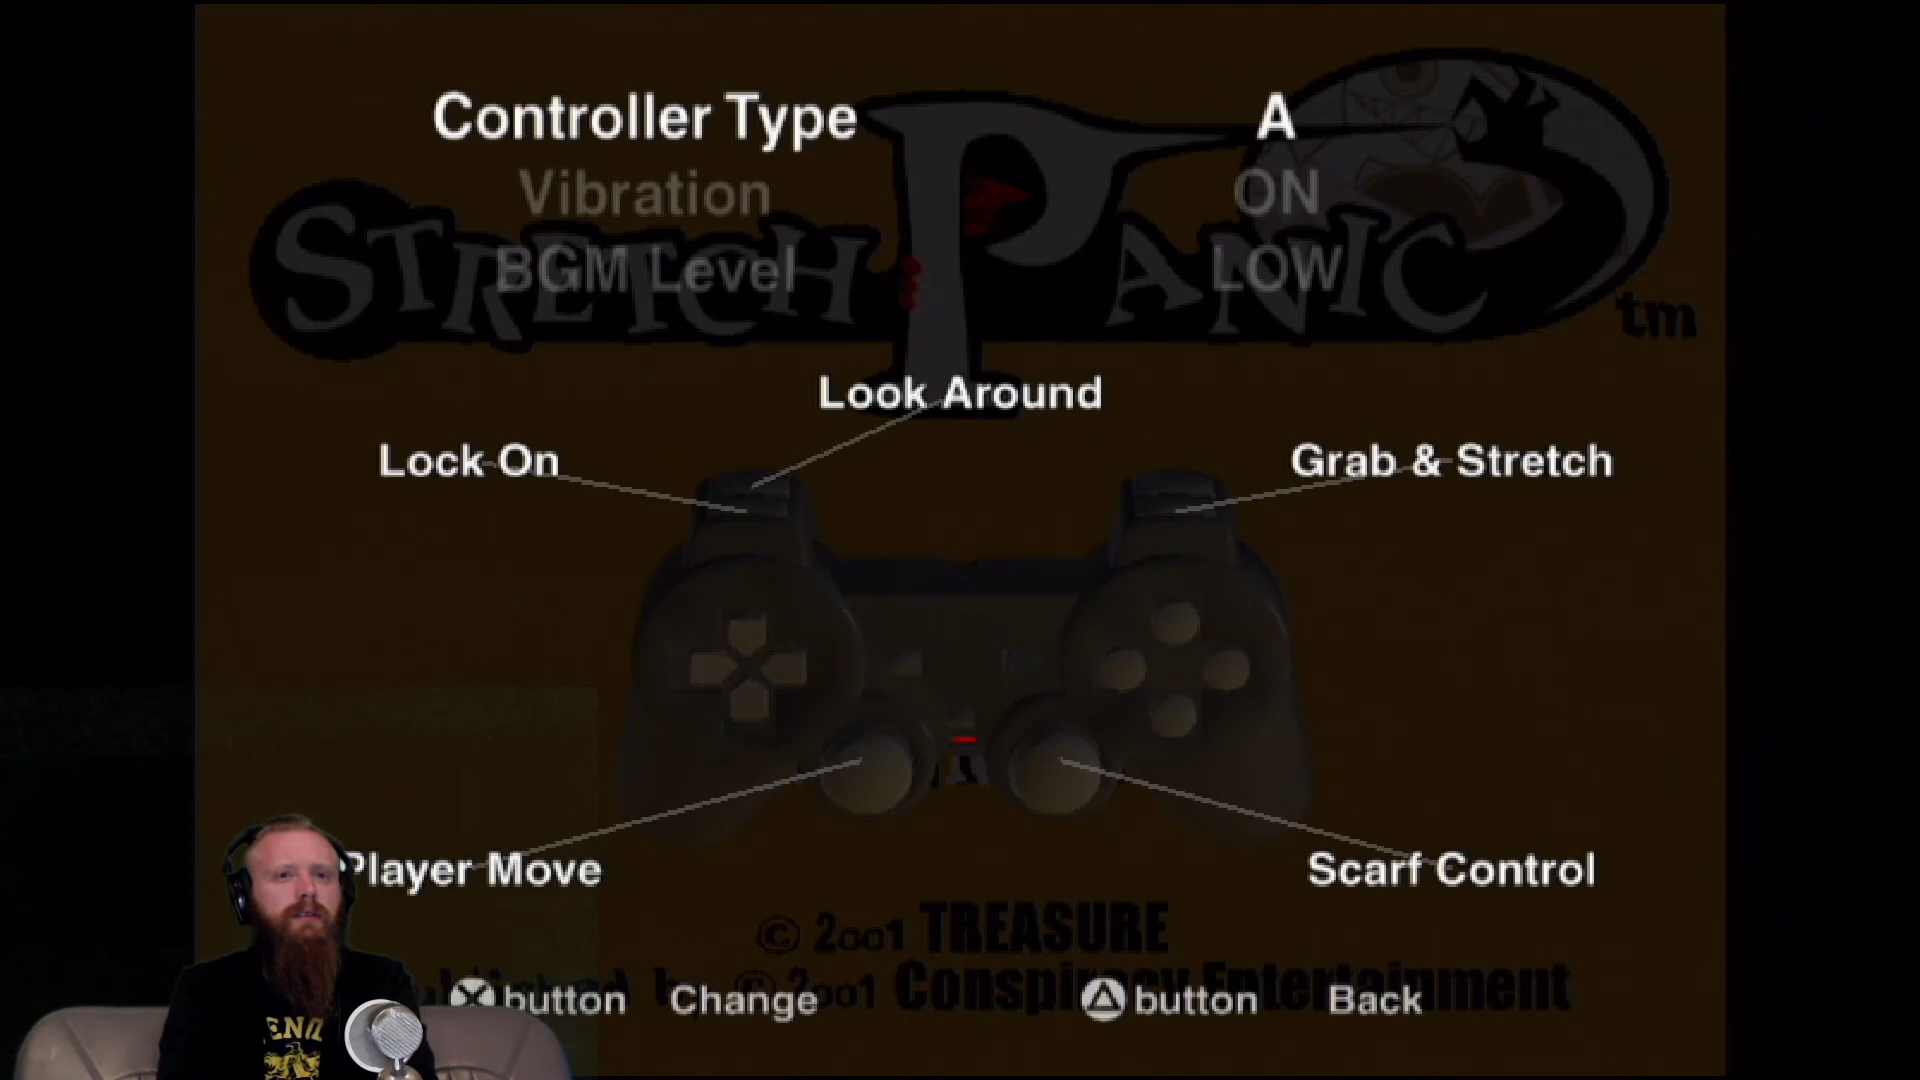 Controller Type A
Vibration ON
BGM Level LOW
STRETCH PANIC tm
Look Around
Lock On
Grab & Stretch
Player Move
Scarf Control
© 2001 TREASURE
by © 2001 Conspiracy Entertainment
button Change
button Back